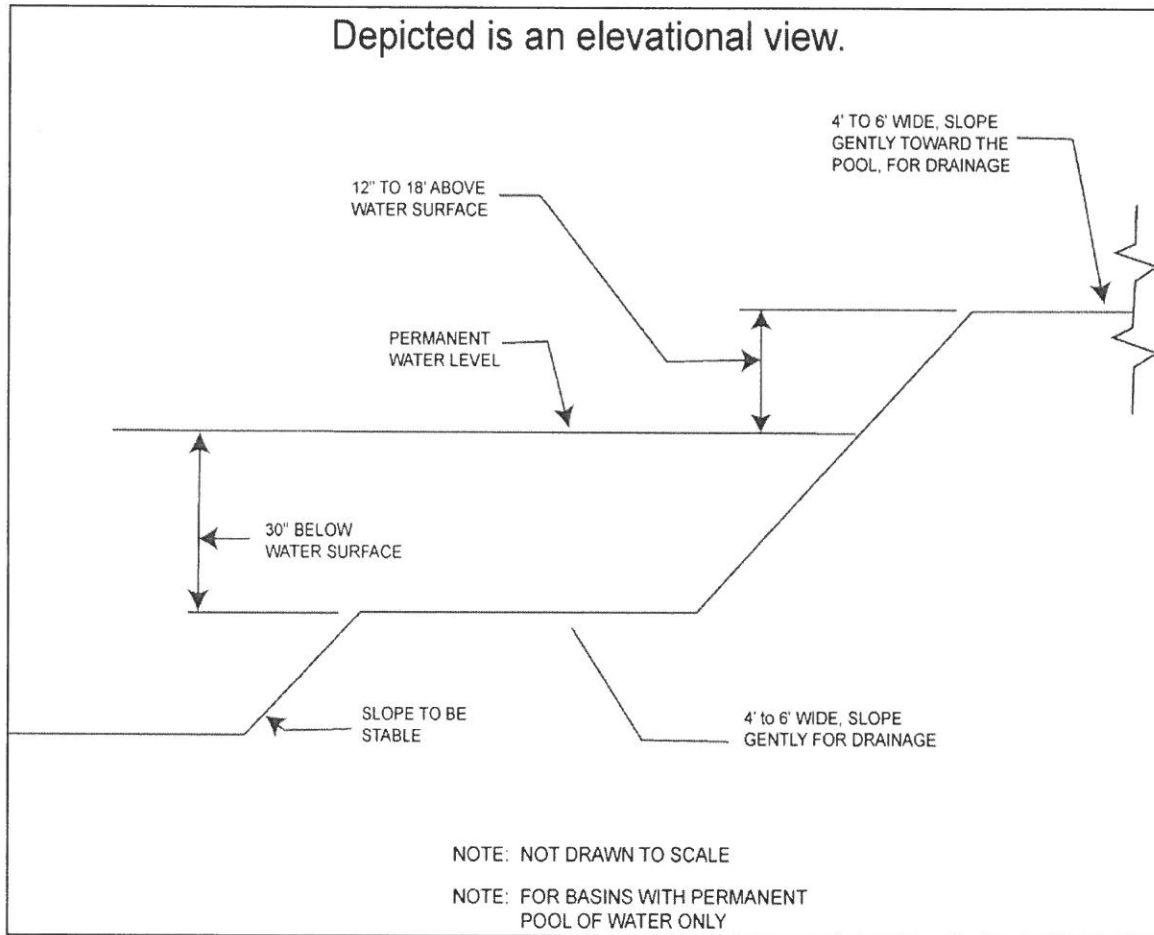 Depicted is an elevational view.
4' TO 6' WIDE, SLOPE
GENTLY TOWARD THE
POOL, FOR DRAINAGE
12" TO 18' ABOVE
WATER SURFACE
PERMANENT
WATER LEVEL
30" BELOW
WATER SURFACE
SLOPE TO BE
STABLE
4' to 6' WIDE, SLOPE
GENTLY FOR DRAINAGE
NOTE: NOT DRAWN TO SCALE
NOTE: FOR BASINS WITH PERMANENT
POOL OF WATER ONLY